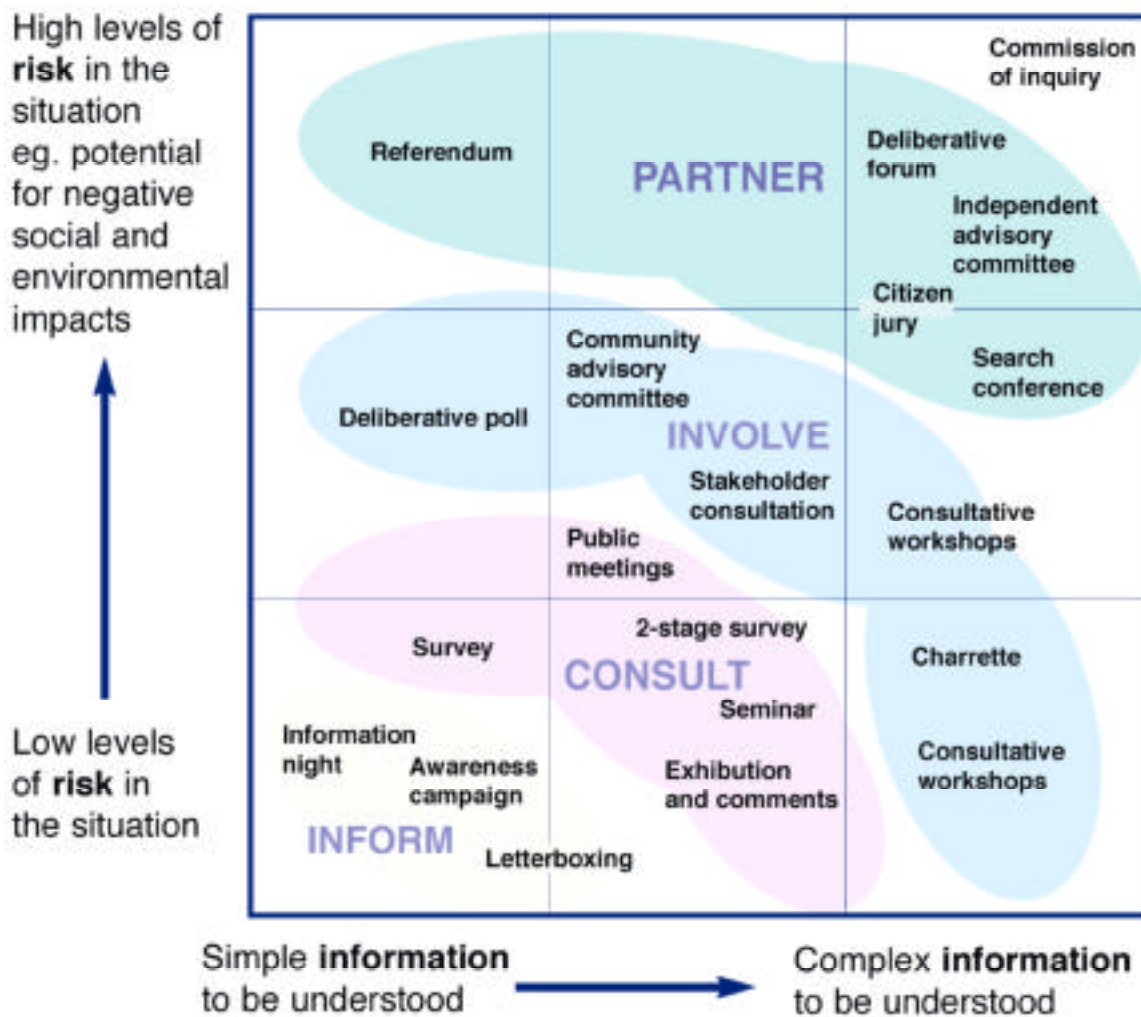 High levels of
risk in the
situation
eg. potential
for negative
social and
environmental
impacts
Low levels
of risk in
the situation
Commission
of inquiry
Referendum
PARTNER
Deliberative
forum
Independent
advisory
committee
Citizen
jury
Search
conference
Community
advisory
committee
Deliberative poll
INVOLVE
Stakeholder
consultation
Consultative
workshops
Public
meetings
2-stage survey
Survey
CONSULT
Charrette
Seminar
Information
night
Awareness
campaign
Exhibution
and comments
Consultative
workshops
INFORM
Letterboxing
Simple information
to be understood
Complex information
to be understood